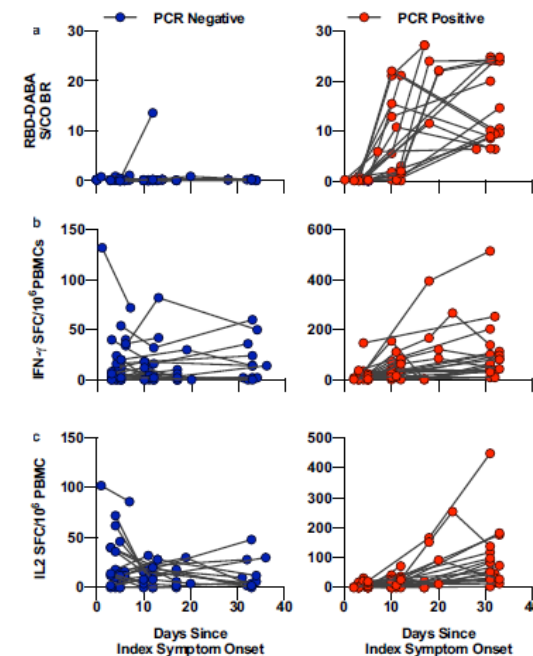 PCR Negative
PCR Positive
a
RBD-DABA
S/CO BR
30
20
10
0
30
20
10
0
b
IFN-γ SFC/10⁶PBMCs
150
100
50
0
600
400
200
0
c
IL2 SFC/10⁶ PBMC
150
100
50
0
500
400
300
200
100
0
0 10 20 30 40
0 10 20 30 40
Days Since
Index Symptom Onset
Days Since
Index Symptom Onset